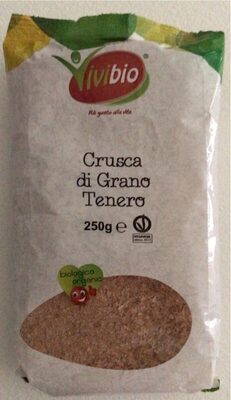 Vivibio
Più gusto alla vita
Crusca
di Grano
Tenero
250g e
biologico
organic